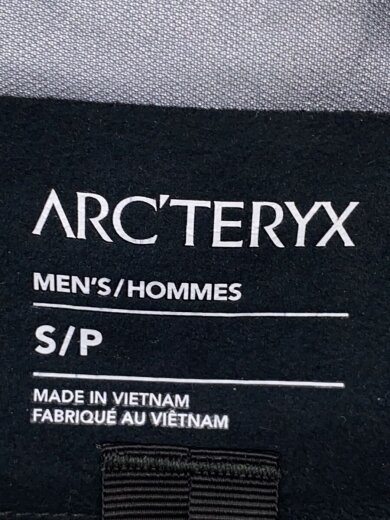 ARC'TERYX
MEN'S/HOMMES
S/P
MADE IN VIETNAM
FABRIQUÉ AU VIÊTNAM